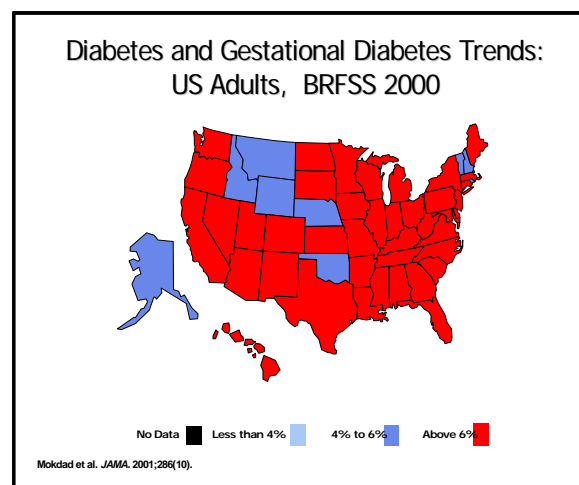 Diabetes and Gestational Diabetes Trends:
US Adults, BRFSS 2000
No Data Less than 4% 4% to 6% Above 6%
Mokdad et al. JAMA. 2001;286(10).